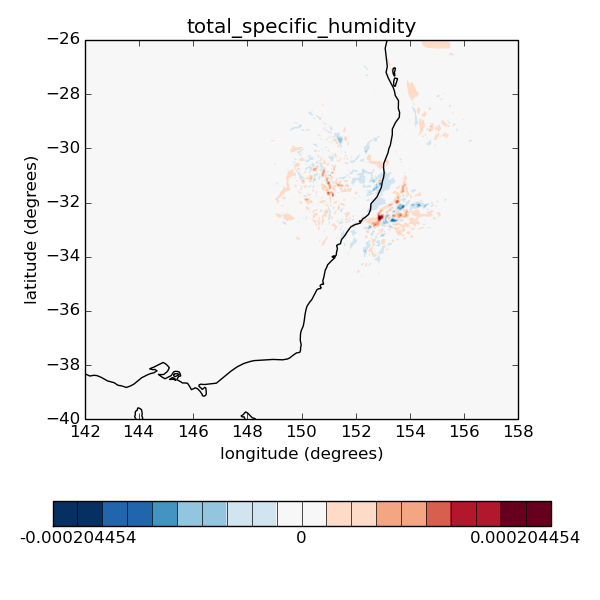 total_specific_humidity
−26
−28
−30
−32
−34
−36
−38
−40
latitude (degrees)
142 144 146 148 150 152 154 156 158
longitude (degrees)
-0.000204454 0 0.000204454